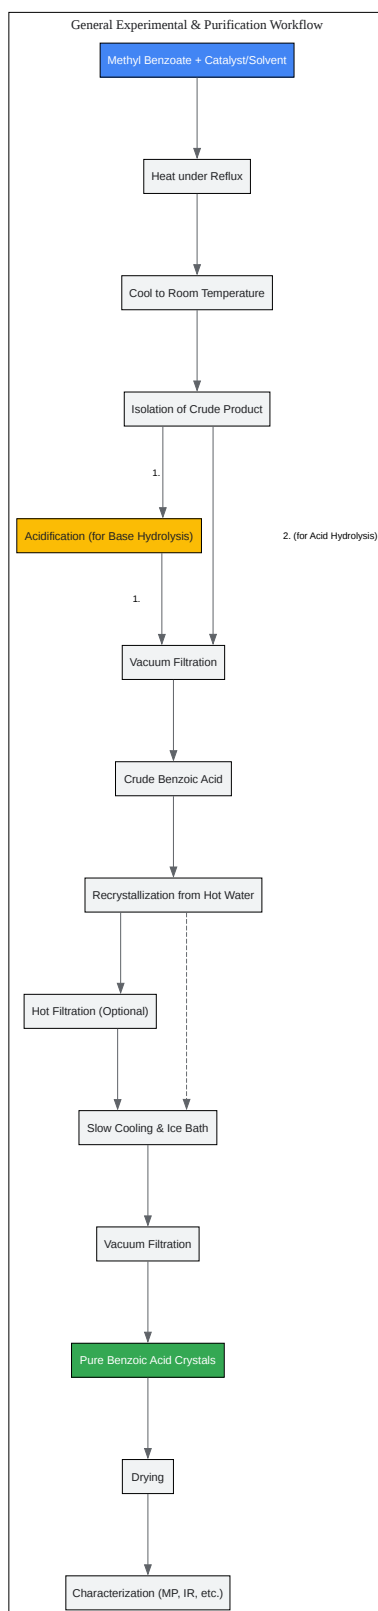 General Experimental & Purification Workflow
Methyl Benzoate + Catalyst/Solvent
Heat under Reflux
Cool to Room Temperature
Isolation of Crude Product
1.
Acidification (for Base Hydrolysis)
2. (for Acid Hydrolysis)
1.
Vacuum Filtration
Crude Benzoic Acid
Recrystallization from Hot Water
Hot Filtration (Optional)
Slow Cooling & Ice Bath
Vacuum Filtration
Pure Benzoic Acid Crystals
Drying
Characterization (MP, IR, etc.)